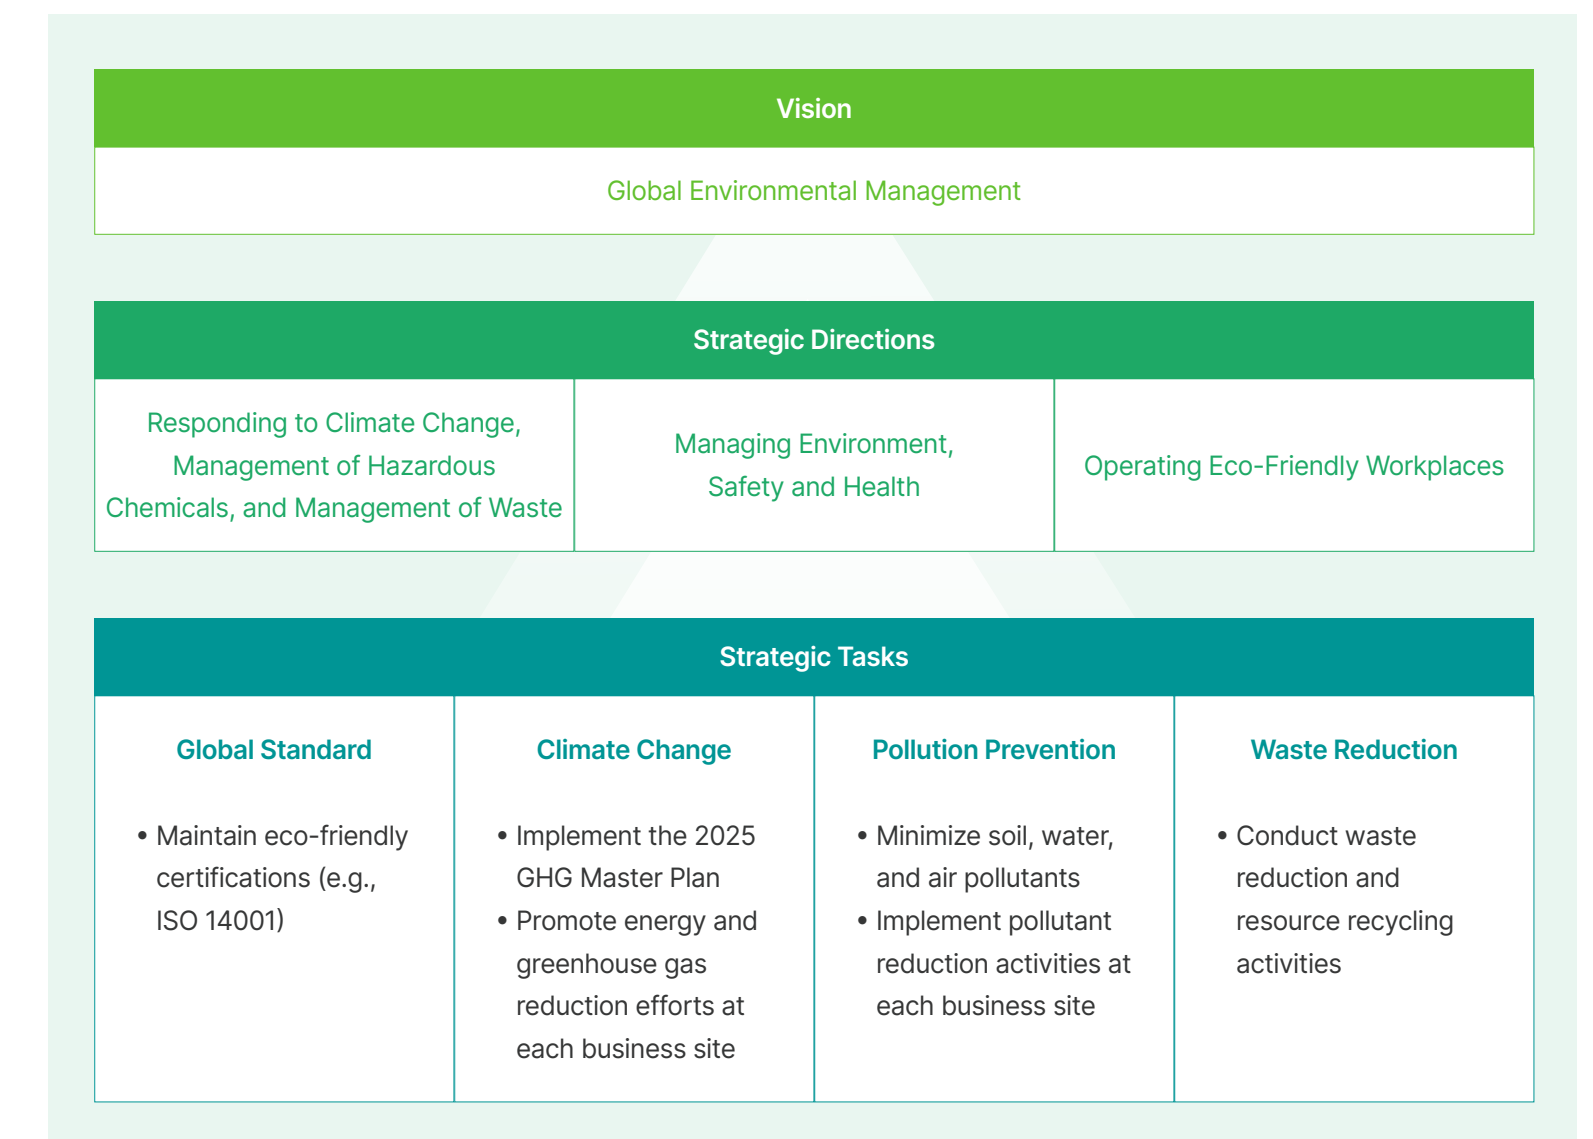 Vision
Global Environmental Management
Strategic Directions
Responding to Climate Change,
Management of Hazardous
Chemicals, and Management of Waste
Managing Environment,
Safety and Health
Operating Eco-Friendly Workplaces
Strategic Tasks
Global Standard
• Maintain eco-friendly
certifications (e.g.,
ISO 14001)
Climate Change
• Implement the 2025
GHG Master Plan
• Promote energy and
greenhouse gas
reduction efforts at
each business site
Pollution Prevention
• Minimize soil, water,
and air pollutants
• Implement pollutant
reduction activities at
each business site
Waste Reduction
• Conduct waste
reduction and
resource recycling
activities